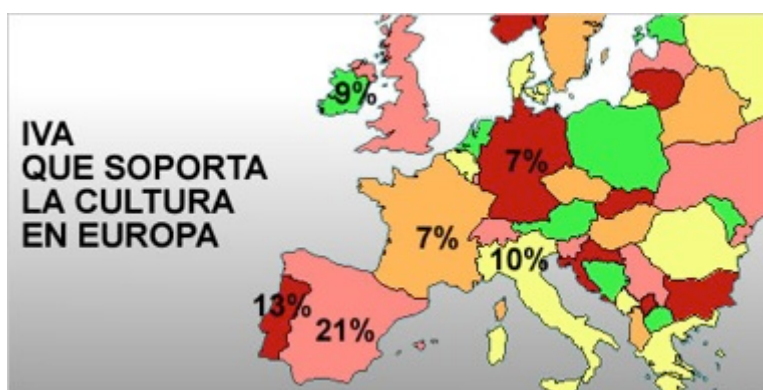 IVA
QUE SOPORTA
LA CULTURA
EN EUROPA
9%
7%
7%
10%
13%
21%